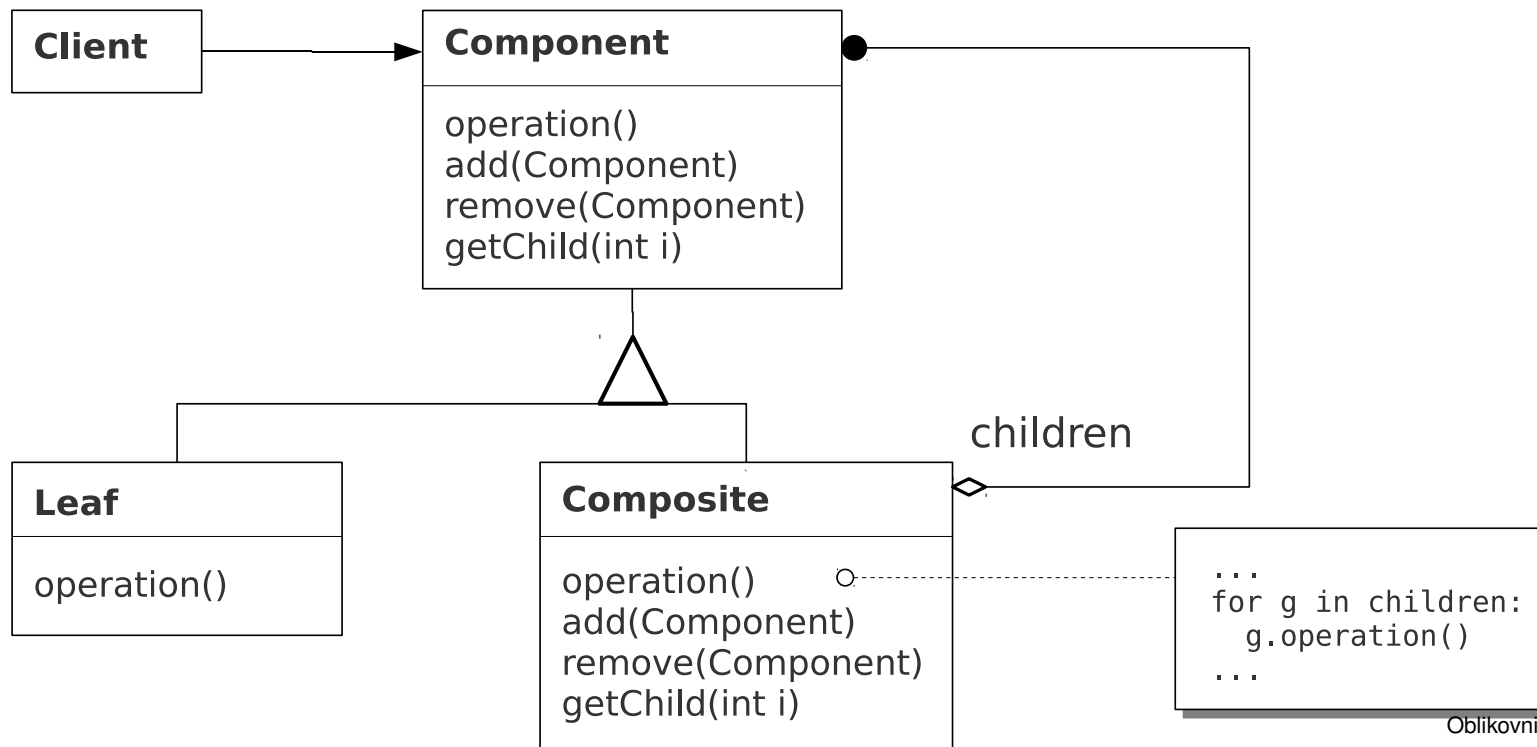 Client
Component
operation()
add(Component)
remove(Component)
getChild(int i)
children
Leaf
operation()
Composite
operation()
add(Component)
remove(Component)
getChild(int i)
...
for g in children:
  g.operation()
...
Oblikovni